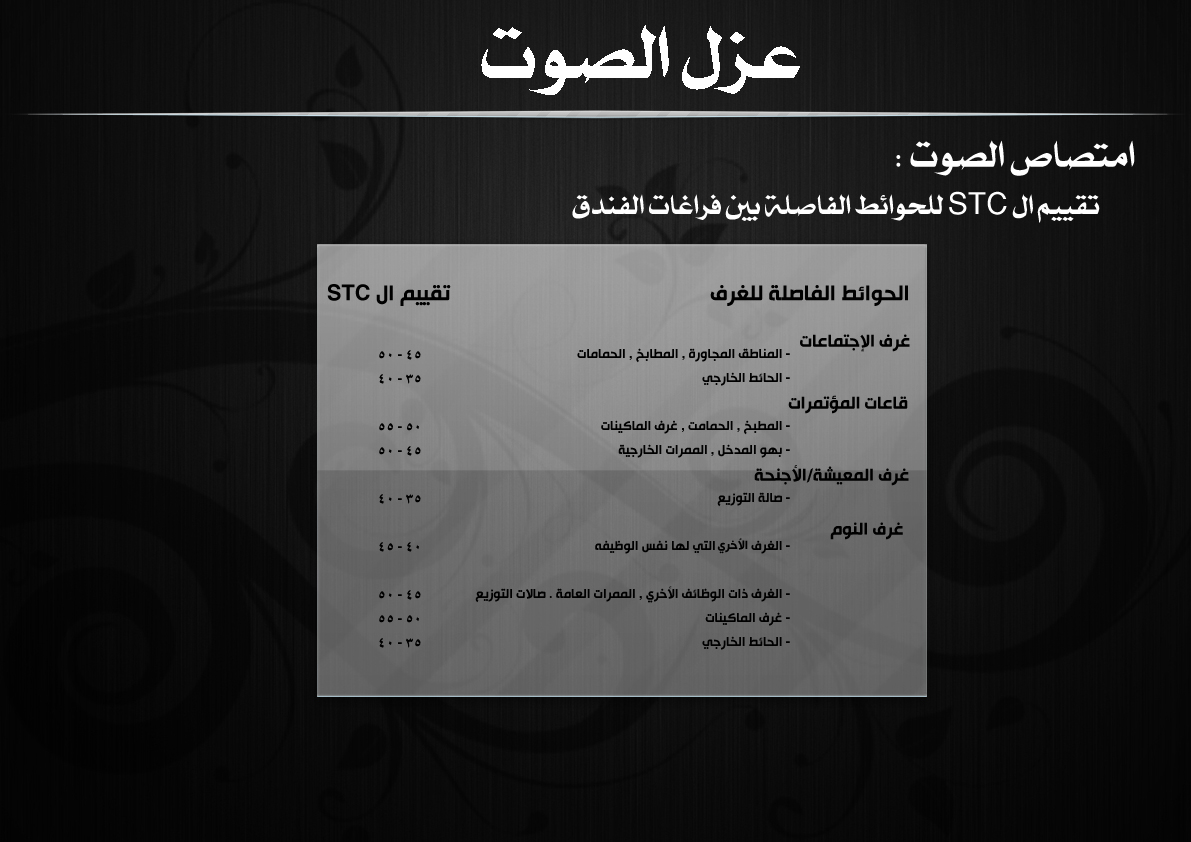 عزل الصوت
امتصاص الصوت :
تقييم ال STC للحوائط الفاصلة بين فراغات الفندق
الحوائط الفاصلة للغرف تقييم ال STC
غرف الإجتماعات
- المناطق المجاورة , المطابخ , الحمامات ٤٥ - ٥٠
- الحائط الخارجي ٣٥ - ٤٠
قاعات المؤتمرات
- المطبخ , الحمامت , غرف الماكينات ٥٠ - ٥٥
- بهو المدخل , الممرات الخارجية ٤٥ - ٥٠
غرف المعيشة/الأجنحة
- صالة التوزيع ٣٥ - ٤٠
غرف النوم
- الغرف الأخري التي لها نفس الوظيفه ٤٠ - ٤٥
- الغرف ذات الوظائف الأخري , الممرات العامة . صالات التوزيع ٤٥ - ٥٠
- غرف الماكينات ٥٠ - ٥٥
- الحائط الخارجي ٣٥ - ٤٠